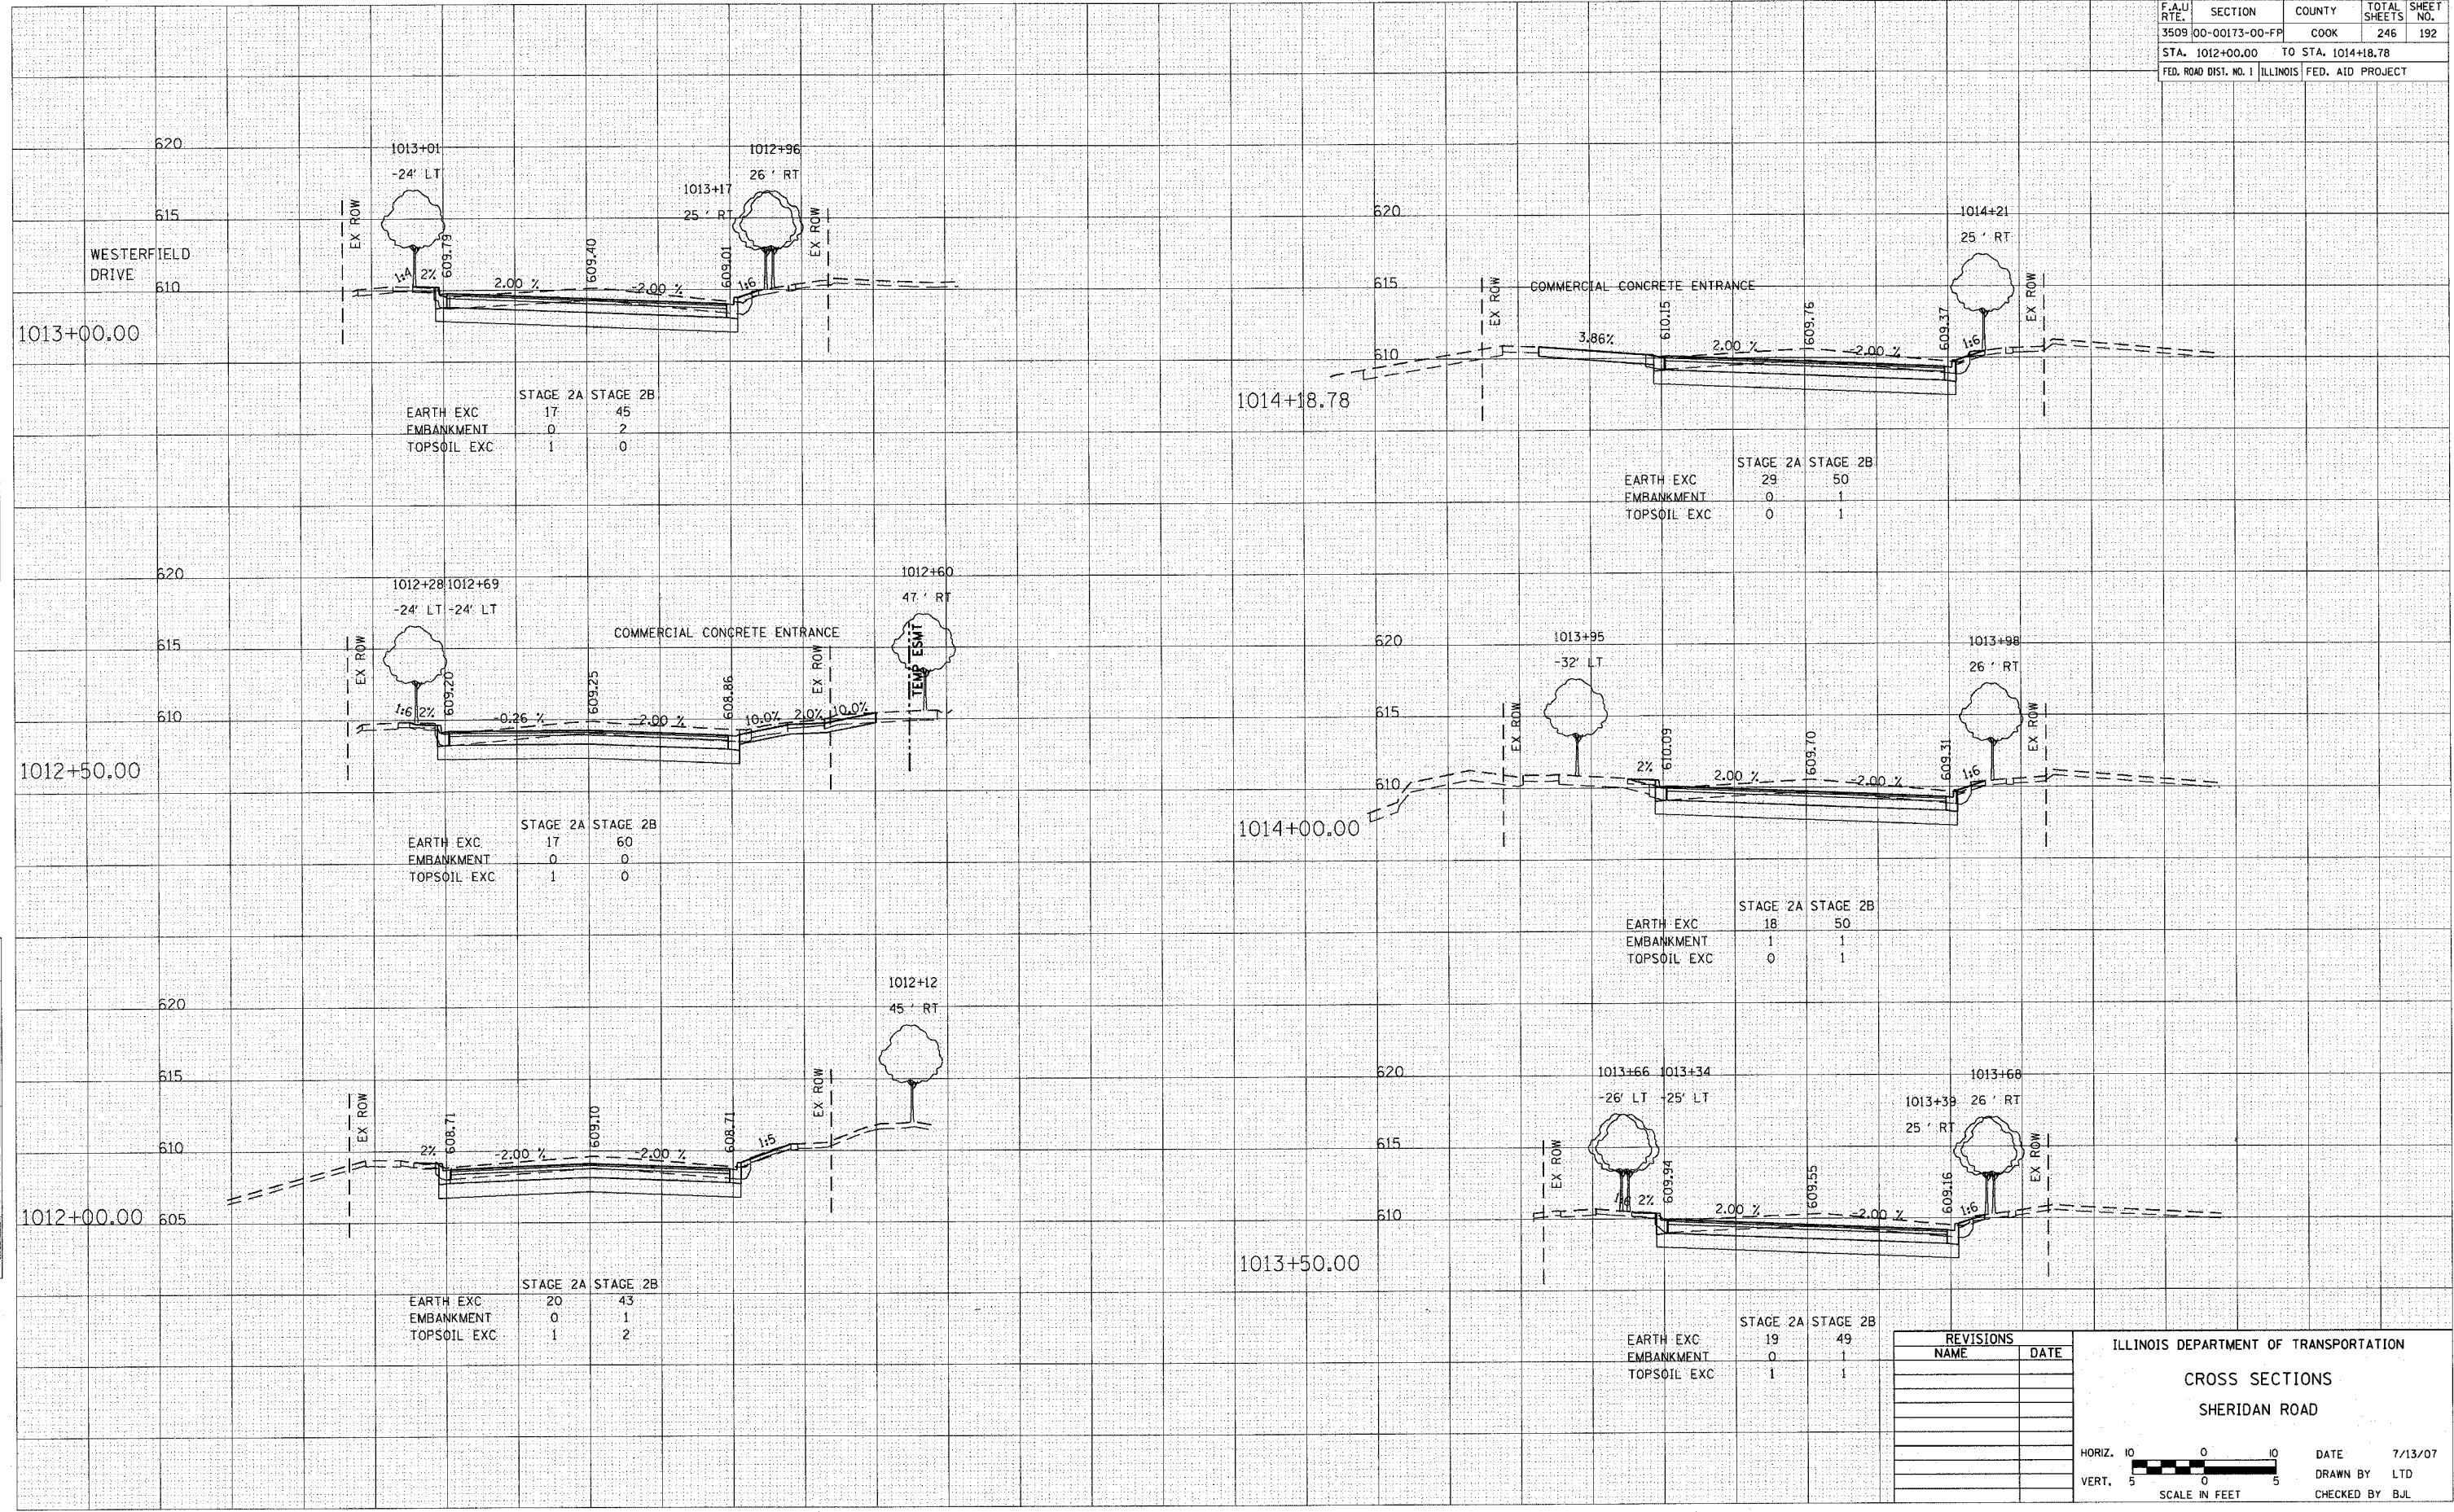 F.A.U RTE. SECTION COUNTY TOTAL SHEETS SHEET NO.
3509 00-00173-00-FP COOK 246 192
STA. 1012+00.00 TO STA. 1014+18.78
FED. ROAD DIST. NO. 1 ILLINOIS FED. AID PROJECT
620
1013+01
-24' LT
1012+96
26 ' RT
1013+17
25 ' RT
615
EX ROW
EX ROW
WESTERFIELD
DRIVE
609.79
609.40
609.01
1:4 2% 2.00 % -2.00 % 1:6
610
1013+00.00
STAGE 2A STAGE 2B
EARTH EXC 17 45
EMBANKMENT 0 2
TOPSOIL EXC 1 0
620
1012+28 1012+69
-24' LT -24' LT
1012+60
47 ' RT
COMMERCIAL CONCRETE ENTRANCE
615
EX ROW
EX ROW
TEMP ESMT
609.20
609.25
608.86
1:6 2% -0.26 % -2.00 % 10.0% 2.0% 10.0%
610
1012+50.00
STAGE 2A STAGE 2B
EARTH EXC 17 60
EMBANKMENT 0 0
TOPSOIL EXC 1 0
620
1012+12
45 ' RT
615
EX ROW
EX ROW
608.71
609.10
608.71
2% -2.00 % -2.00 % 1:5
610
1012+00.00
605
STAGE 2A STAGE 2B
EARTH EXC 20 43
EMBANKMENT 0 1
TOPSOIL EXC 1 2
620
1014+21
25 ' RT
615
EX ROW
EX ROW
COMMERCIAL CONCRETE ENTRANCE
610.15
609.76
609.37
3.86% 2.00 % -2.00 % 1:6
610
1014+18.78
STAGE 2A STAGE 2B
EARTH EXC 29 50
EMBANKMENT 0 1
TOPSOIL EXC 0 1
620
1013+95
-32' LT
1013+98
26 ' RT
615
EX ROW
EX ROW
610.09
609.70
609.31
2% 2.00 % -2.00 % 1:6
610
1014+00.00
STAGE 2A STAGE 2B
EARTH EXC 18 50
EMBANKMENT 1 1
TOPSOIL EXC 0 1
620
1013+66 1013+34
-26' LT -25' LT
1013+68
26 ' RT
1013+39
25 ' RT
615
EX ROW
EX ROW
609.94
609.55
609.16
1:6 2% 2.00 % -2.00 % 1:6
610
1013+50.00
STAGE 2A STAGE 2B
EARTH EXC 19 49
EMBANKMENT 0 1
TOPSOIL EXC 1 1
REVISIONS
NAME DATE
ILLINOIS DEPARTMENT OF TRANSPORTATION
CROSS SECTIONS
SHERIDAN ROAD
HORIZ. 10 0 10
VERT. 5 0 5
SCALE IN FEET
DATE 7/13/07
DRAWN BY LTD
CHECKED BY BJL